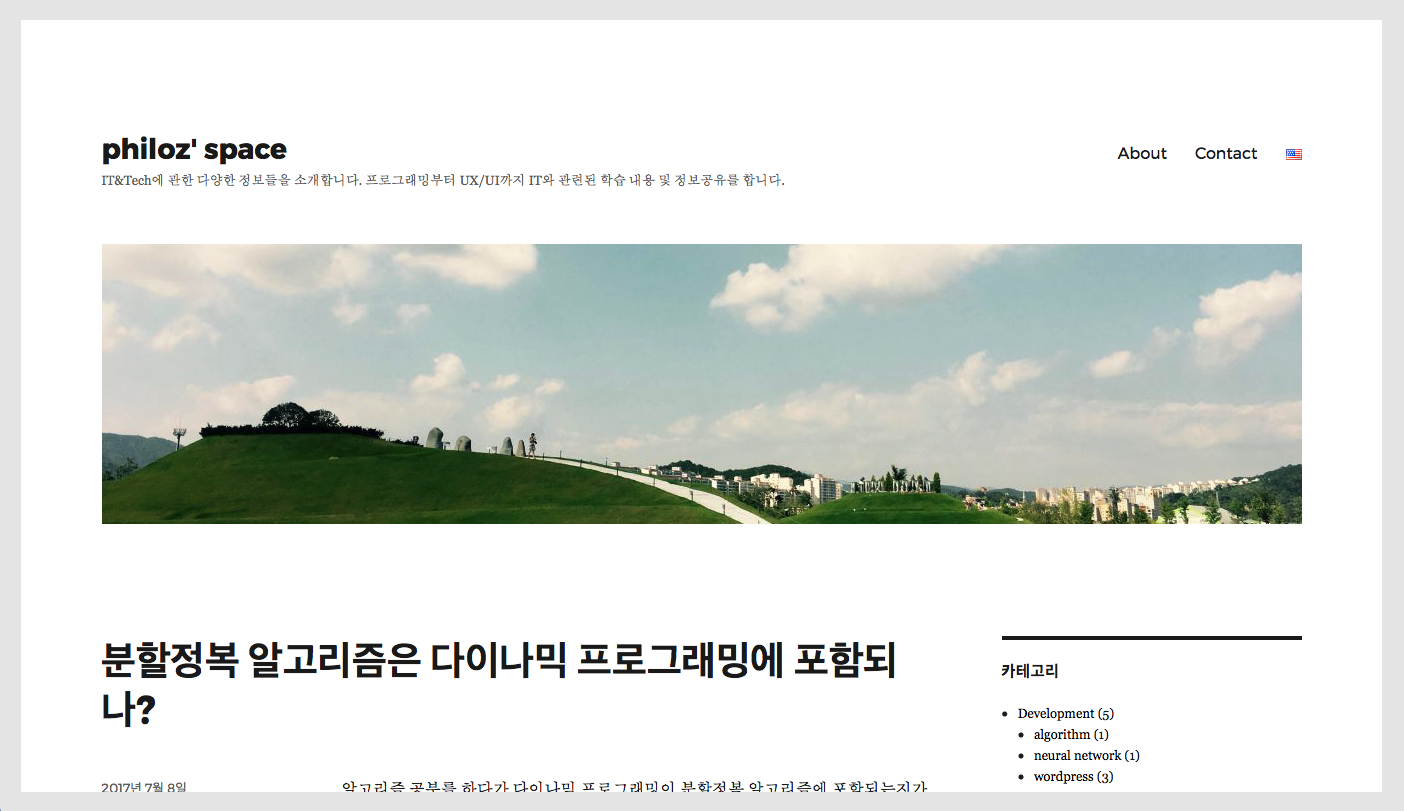 philoz' space
About Contact
IT&Tech에 관한 다양한 정보들을 소개합니다. 프로그래밍부터 UX/UI까지 IT와 관련된 학습 내용 및 정보공유를 합니다.
분할정복 알고리즘은 다이나믹 프로그래밍에 포함되
나?
카테고리
Development (5)
algorithm (1)
neural network (1)
wordpress (3)
2017년 7월 8일
알고리즘 공부를 하다가 다이나믹 프로그래밍이 분할정복 알고리즘에 포함되는지가